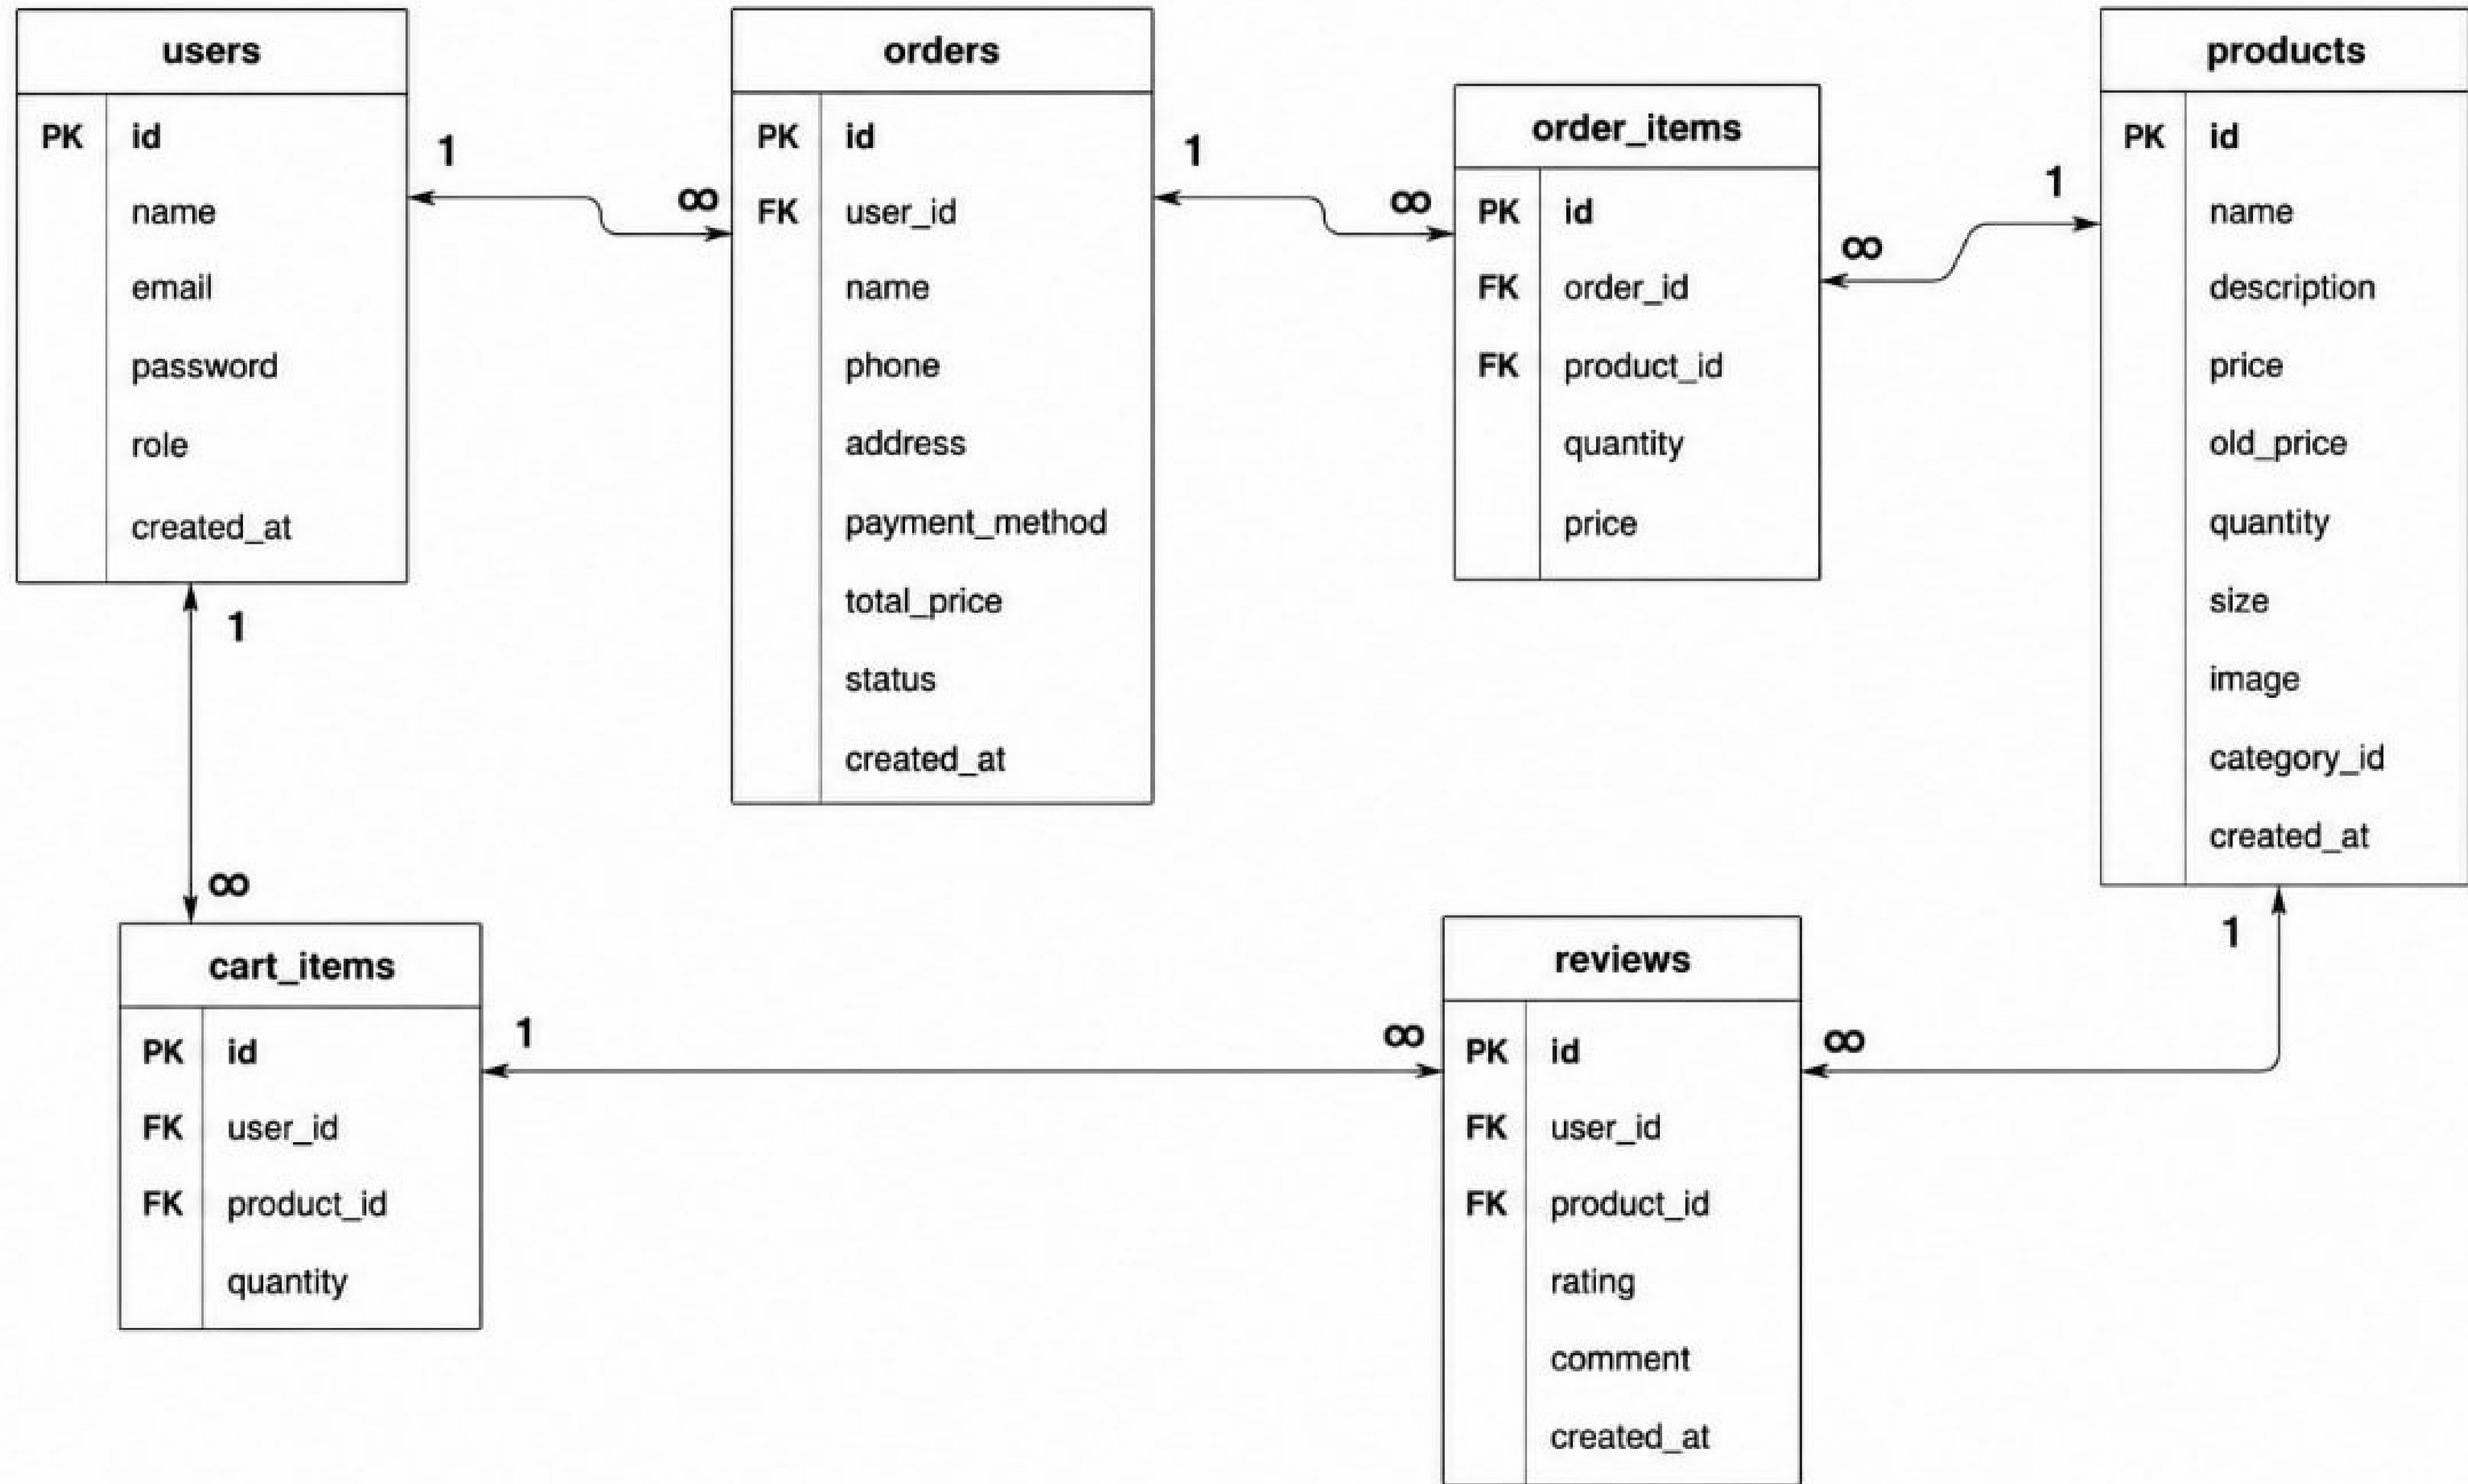 users
PK id
name
email
password
role
created_at
1
∞
orders
PK id
FK user_id
name
phone
address
payment_method
total_price
status
created_at
1
∞
order_items
PK id
FK order_id
FK product_id
quantity
price
∞
1
products
PK id
name
description
price
old_price
quantity
size
image
category_id
created_at
1
∞
cart_items
PK id
FK user_id
FK product_id
quantity
1
∞
reviews
PK id
FK user_id
FK product_id
rating
comment
created_at
∞
1